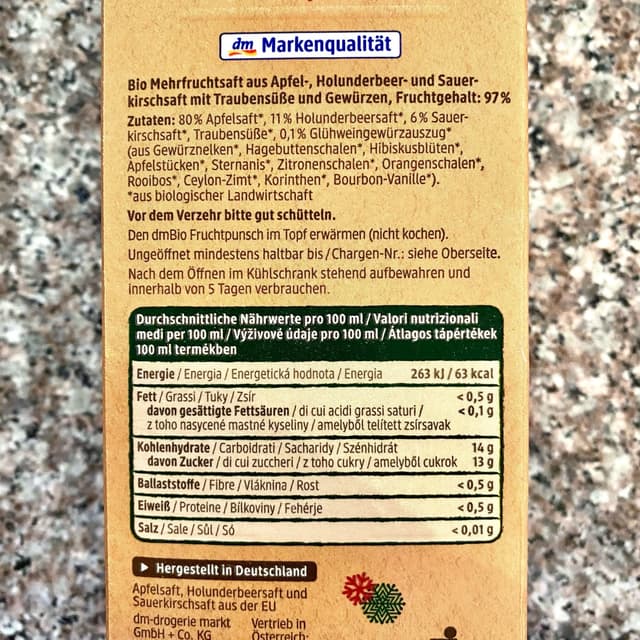 dm Markenqualität
Bio Mehrfruchtsaft aus Apfel-, Holunderbeer- und Sauer-
kirschsaft mit Traubensüße und Gewürzen, Fruchtgehalt: 97%
Zutaten: 80% Apfelsaft*, 11% Holunderbeersaft*, 6% Sauer-
kirschsaft*, Traubensüße*, 0,1% Glühweingewürzauszug*
(aus Gewürznelken*, Hagebuttenschalen*, Hibiskusblüten*,
Apfelstücken*, Sternanis*, Zitronenschalen*, Orangenschalen*,
Rooibos*, Ceylon-Zimt*, Korinthen*, Bourbon-Vanille*).
*aus biologischer Landwirtschaft
Vor dem Verzehr bitte gut schütteln.
Den dmBio Fruchtpunsch im Topf erwärmen (nicht kochen).
Ungeöffnet mindestens haltbar bis/Chargen-Nr.: siehe Oberseite.
Nach dem Öffnen im Kühlschrank stehend aufbewahren und
innerhalb von 5 Tagen verbrauchen.
Durchschnittliche Nährwerte pro 100 ml / Valori nutrizionali
medi per 100 ml / Výživové údaje pro 100 ml / Átlagos tápértékek
100 ml termékben
Energie / Energia / Energetická hodnota / Energia 263 kJ / 63 kcal
Fett / Grassi / Tuky / Zsír < 0,5 g
davon gesättigte Fettsäuren / di cui acidi grassi saturi / < 0,1 g
z toho nasycené mastné kyseliny / amelyből telített zsírsavak
Kohlenhydrate / Carboidrati / Sacharidy / Szénhidrát 14 g
davon Zucker / di cui zuccheri / z toho cukry / amelyből cukrok 13 g
Ballaststoffe / Fibre / Vláknina / Rost < 0,5 g
Eiweiß / Proteine / Bílkoviny / Fehérje < 0,5 g
Salz / Sale / Sůl / Só < 0,01 g
Hergestellt in Deutschland
Apfelsaft, Holunderbeersaft und
Sauerkirschsaft aus der EU
dm-drogerie markt Vertrieb in
GmbH + Co. KG Österreich: